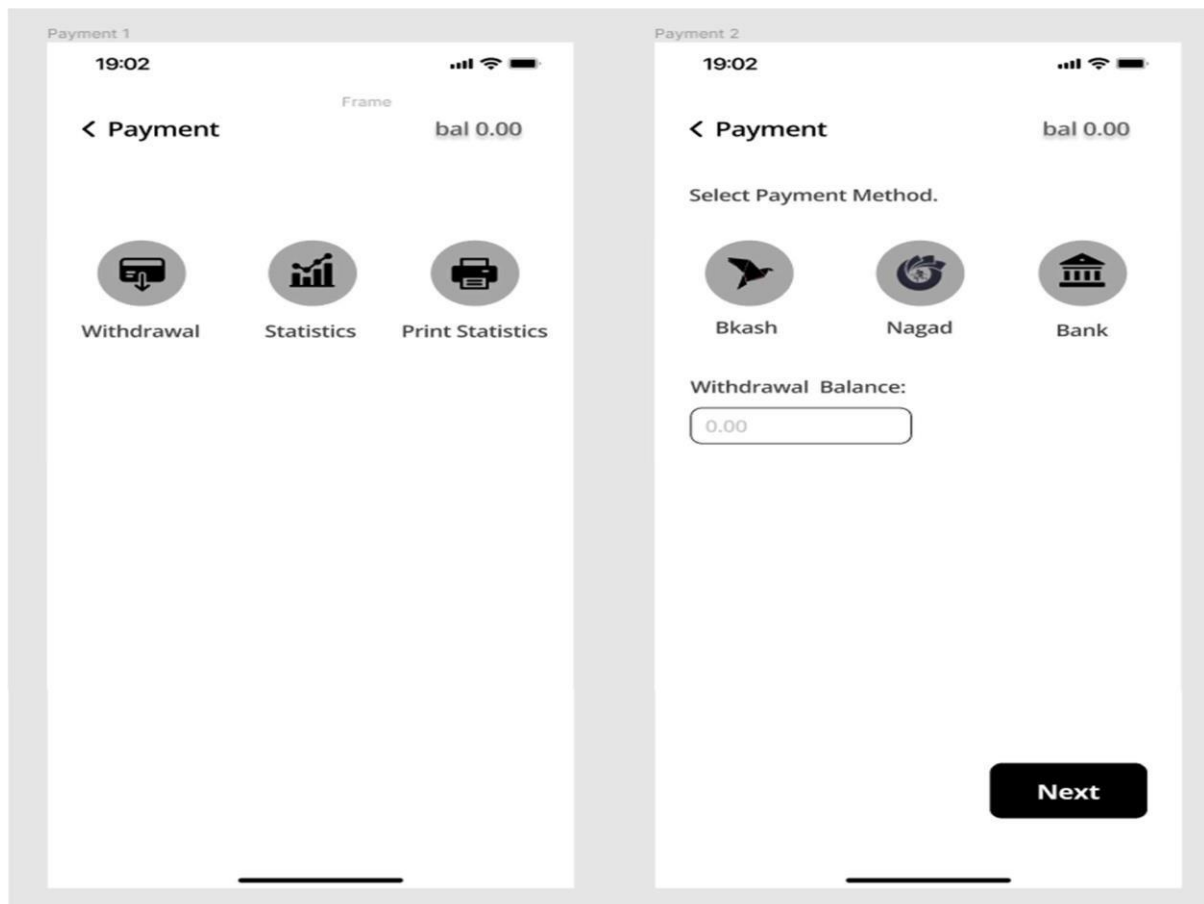 Payment 1
19:02
Frame
Payment
bal 0.00
Withdrawal
Statistics
Print Statistics
Payment 2
19:02
Payment
bal 0.00
Select Payment Method.
Bkash
Nagad
Bank
Withdrawal Balance:
0.00
Next